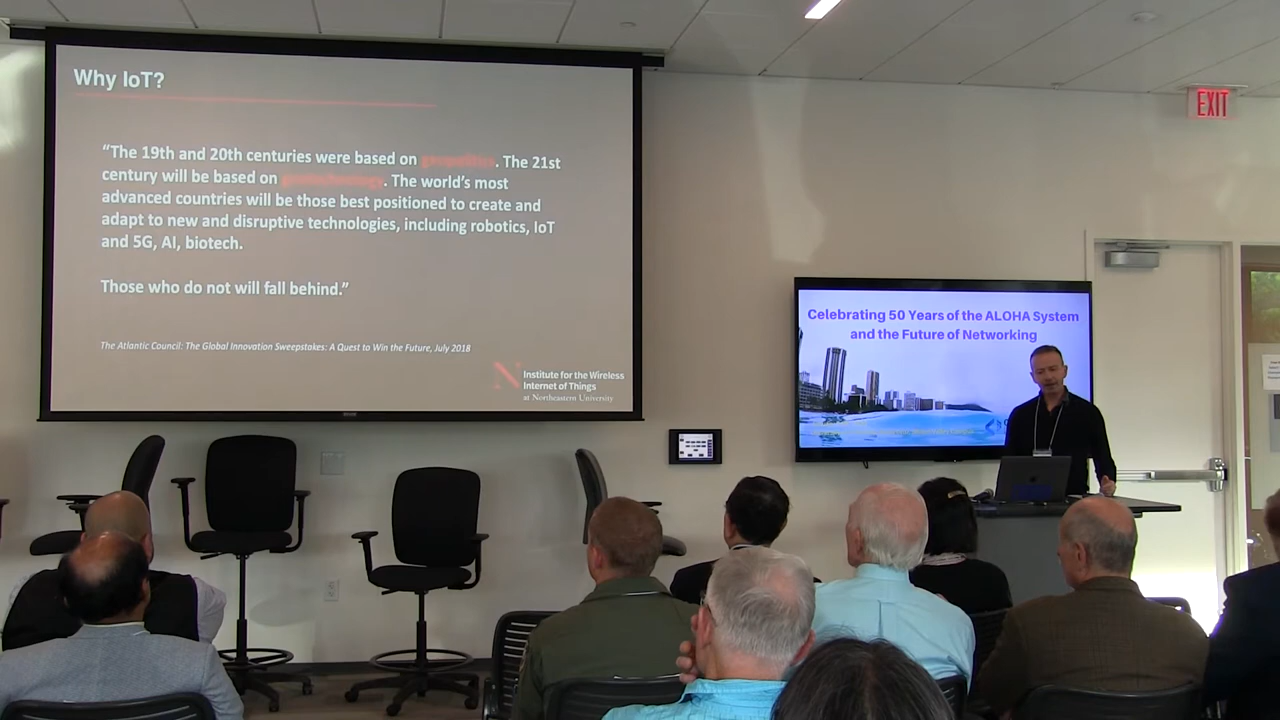 Why IoT?
“The 19th and 20th centuries were based on geopolitics. The 21st
century will be based on geotechnology. The world’s most
advanced countries will be those best positioned to create and
adapt to new and disruptive technologies, including robotics, IoT
and 5G, AI, biotech.
Those who do not will fall behind.”
The Atlantic Council: The Global Innovation Sweepstakes: A Quest to Win the Future, July 2018
N
Institute for the Wireless
Internet of Things
at Northeastern University
EXIT
Celebrating 50 Years of the ALOHA System
and the Future of Networking